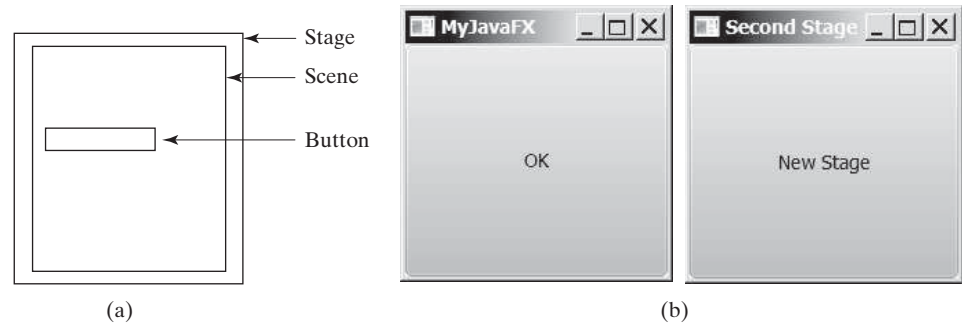 Stage
Scene
Button
(a)
MyJavaFX
OK
Second Stage
New Stage
(b)